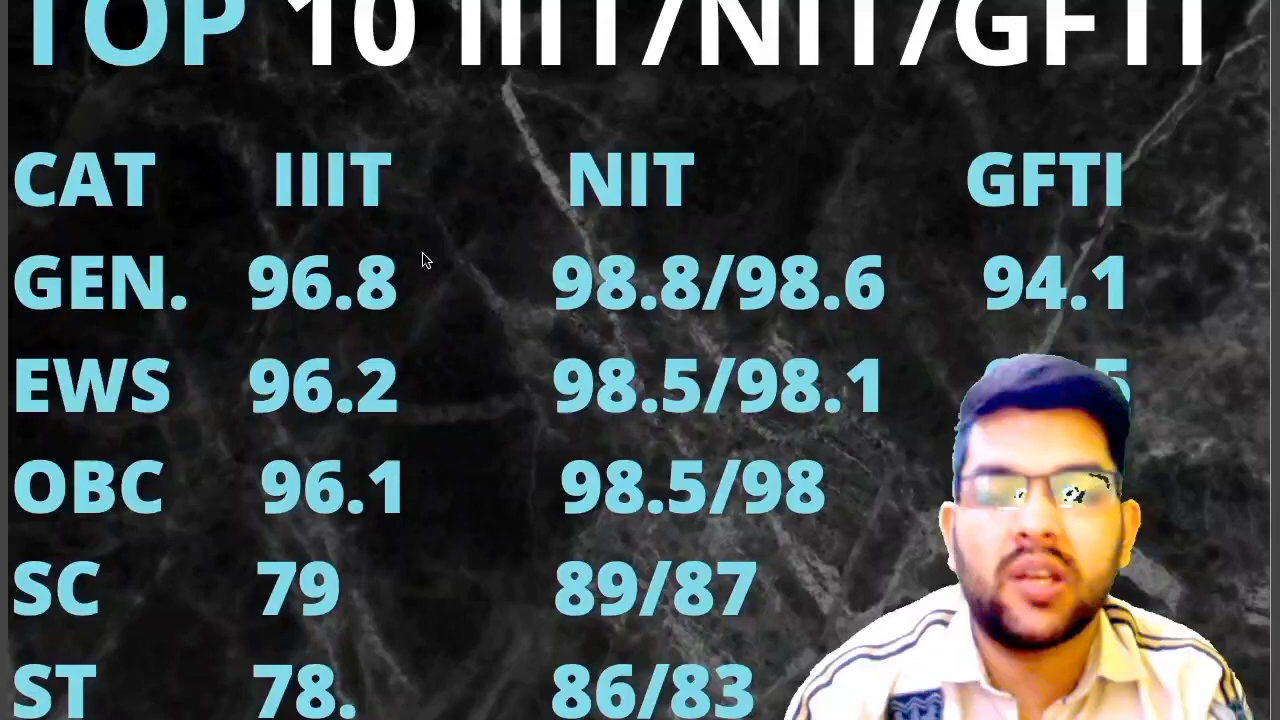 TOP 10 IIIT/NIT/GFTI
CAT IIIT NIT GFTI
GEN. 96.8 98.8/98.6 94.1
EWS 96.2 98.5/98.1
OBC 96.1 98.5/98
SC 79 89/87
ST 78. 86/83